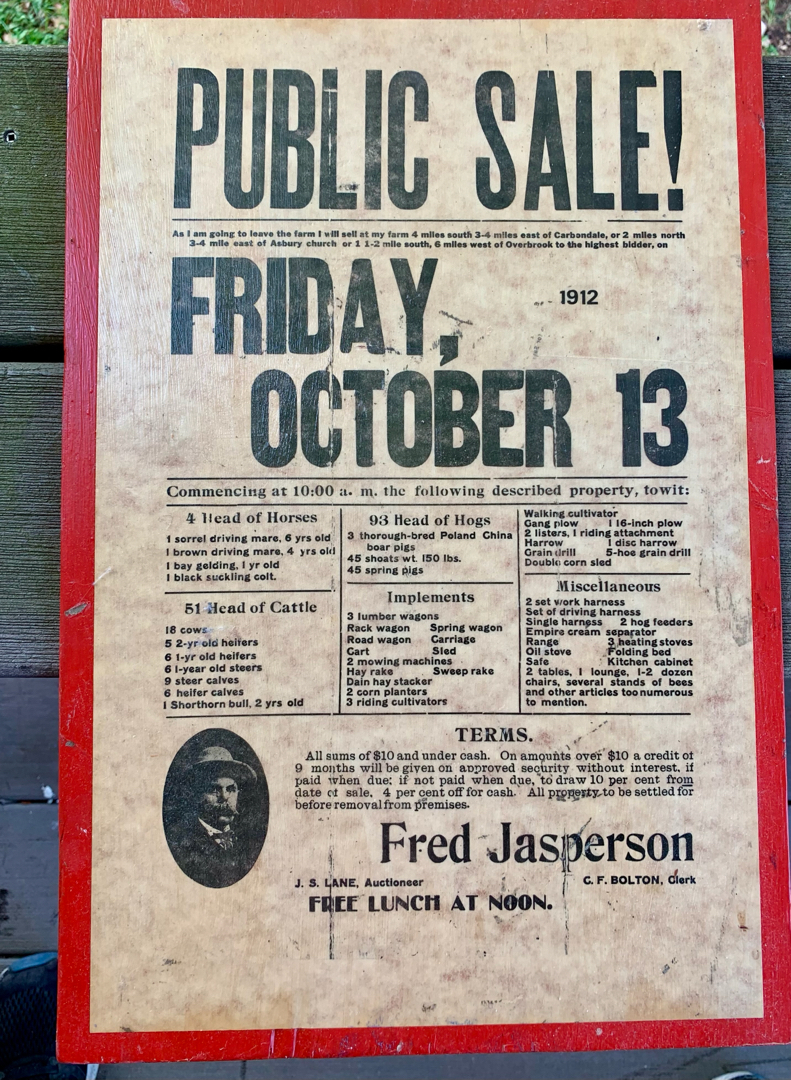 PUBLIC SALE!
As I am going to leave the farm I will sell at my farm 4 miles south 3-4 miles east of Carbondale, or 2 miles north
3-4 mile east of Asbury church or 1 1-2 mile south, 6 miles west of Overbrook to the highest bidder, on
FRIDAY,
1912
OCTOBER 13
Commencing at 10:00 a. m. the following described property, towit:
4 Head of Horses
1 sorrel driving mare, 6 yrs old
1 brown driving mare, 4 yrs old
1 bay gelding, 1 yr old
1 black suckling colt.
51 Head of Cattle
18 cows
5 2-yr old heifers
6 1-yr old heifers
6 1-year old steers
9 steer calves
6 heifer calves
1 Shorthorn bull, 2 yrs old
93 Head of Hogs
3 thorough-bred Poland China
boar pigs
45 shoats wt. 150 lbs.
45 spring pigs
Implements
3 lumber wagons
Rack wagon Spring wagon
Road wagon Carriage
Cart Sled
2 mowing machines
Hay rake Sweep rake
Dain hay stacker
2 corn planters
3 riding cultivators
Walking cultivator
Gang plow 1 16-inch plow
2 listers, 1 riding attachment
Harrow 1 disc harrow
Grain drill 5-hoe grain drill
Double corn sled
Miscellaneous
2 set work harness
Set of driving harness
Single harness 2 hog feeders
Empire cream separator
Range 3 heating stoves
Oil stove Folding bed
Safe Kitchen cabinet
2 tables, 1 lounge, 1-2 dozen
chairs, several stands of bees
and other articles too numerous
to mention.
TERMS.
All sums of $10 and under cash. On amounts over $10 a credit of
9 months will be given on approved security without interest, if
paid when due; if not paid when due, to draw 10 per cent from
date of sale, 4 per cent off for cash. All property to be settled for
before removal from premises.
Fred Jasperson
J. S. LANE, Auctioneer C. F. BOLTON, Clerk
FREE LUNCH AT NOON.